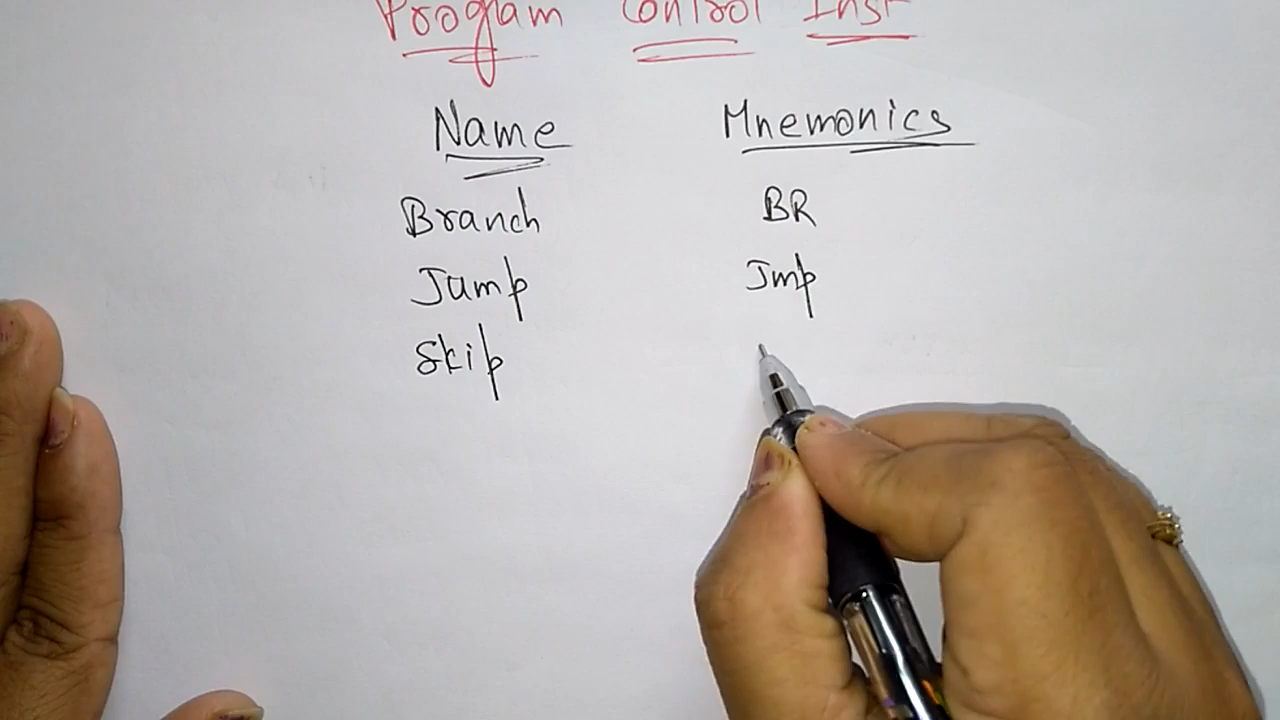 Program Control Inst
Name Mnemonics
Branch BR
Jump Jmp
Skip